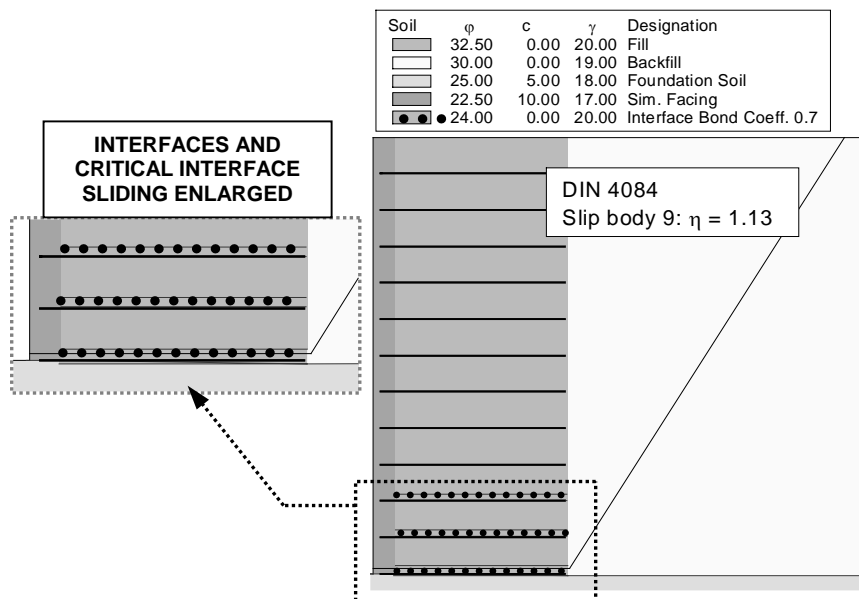 Soil φ c γ Designation
32.50 0.00 20.00 Fill
30.00 0.00 19.00 Backfill
25.00 5.00 18.00 Foundation Soil
22.50 10.00 17.00 Sim. Facing
24.00 0.00 20.00 Interface Bond Coeff. 0.7
INTERFACES AND
CRITICAL INTERFACE
SLIDING ENLARGED
DIN 4084
Slip body 9: η = 1.13